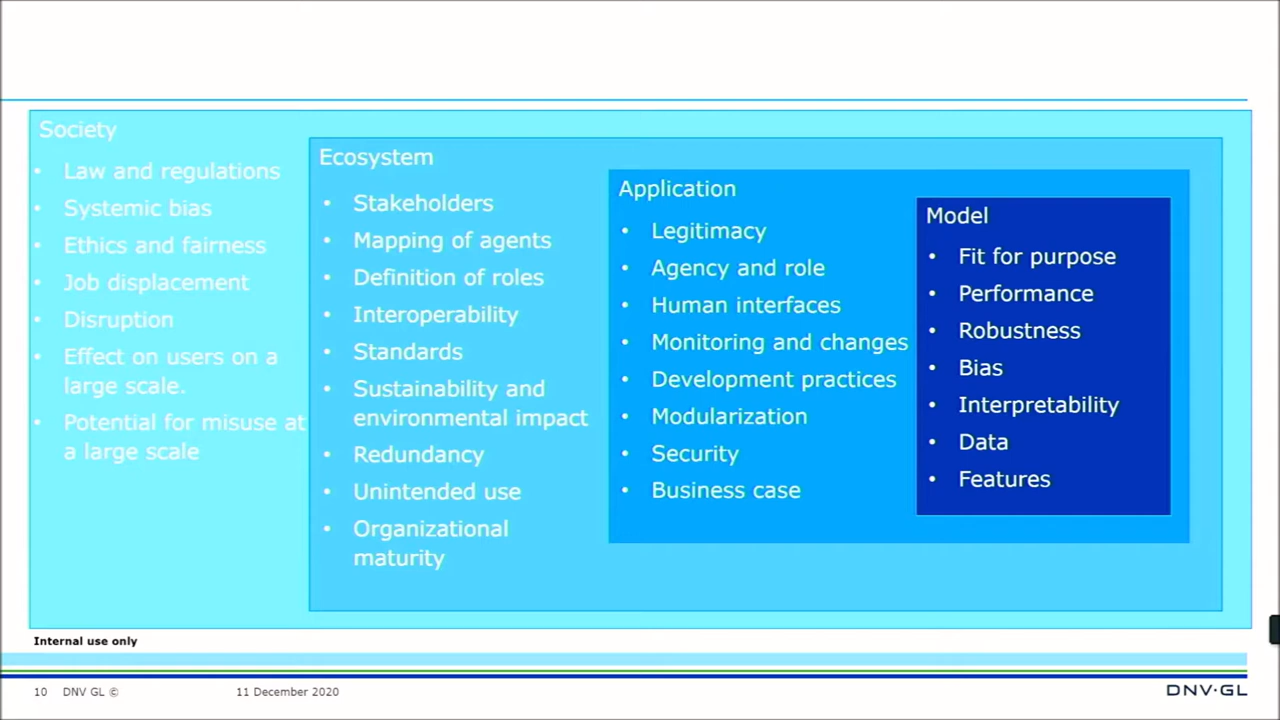 Society
• Law and regulations
• Systemic bias
• Ethics and fairness
• Job displacement
• Disruption
• Effect on users on a
large scale.
• Potential for misuse at
a large scale
Ecosystem
• Stakeholders
• Mapping of agents
• Definition of roles
• Interoperability
• Standards
• Sustainability and
environmental impact
• Redundancy
• Unintended use
• Organizational
maturity
Application
• Legitimacy
• Agency and role
• Human interfaces
• Monitoring and changes
• Development practices
• Modularization
• Security
• Business case
Model
• Fit for purpose
• Performance
• Robustness
• Bias
• Interpretability
• Data
• Features
Internal use only
10 DNV GL © 11 December 2020
DNV·GL